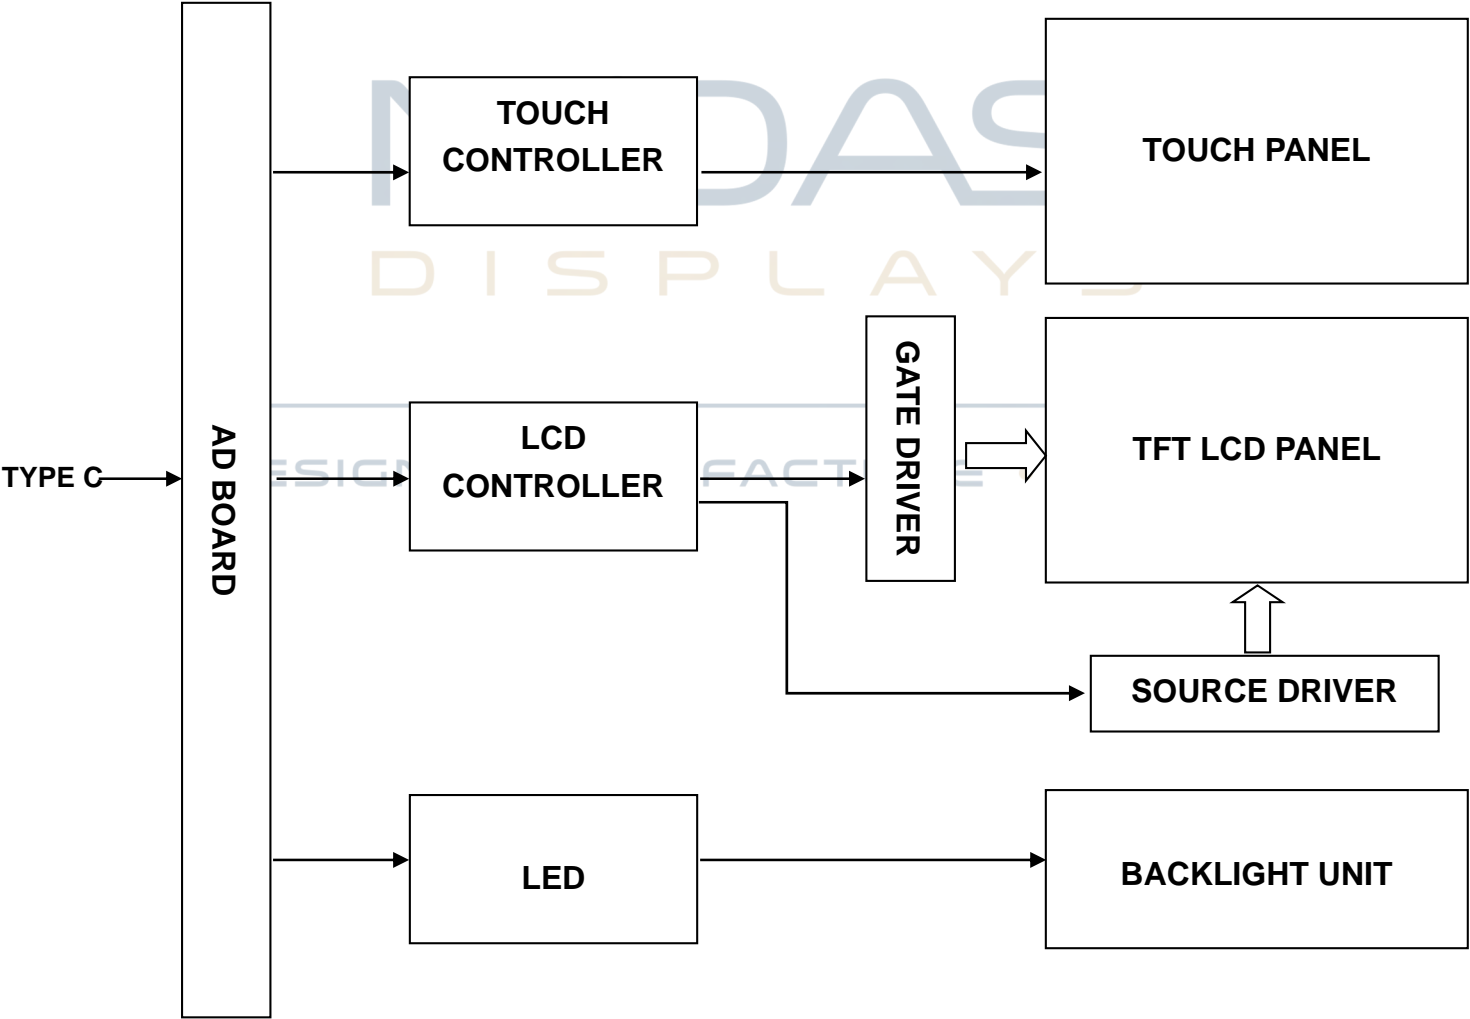 TOUCH
CONTROLLER
TOUCH PANEL
DISPLAYS
GATE DRIVER
LCD
CONTROLLER
TFT LCD PANEL
TYPE C
AD BOARD
SOURCE DRIVER
LED
BACKLIGHT UNIT